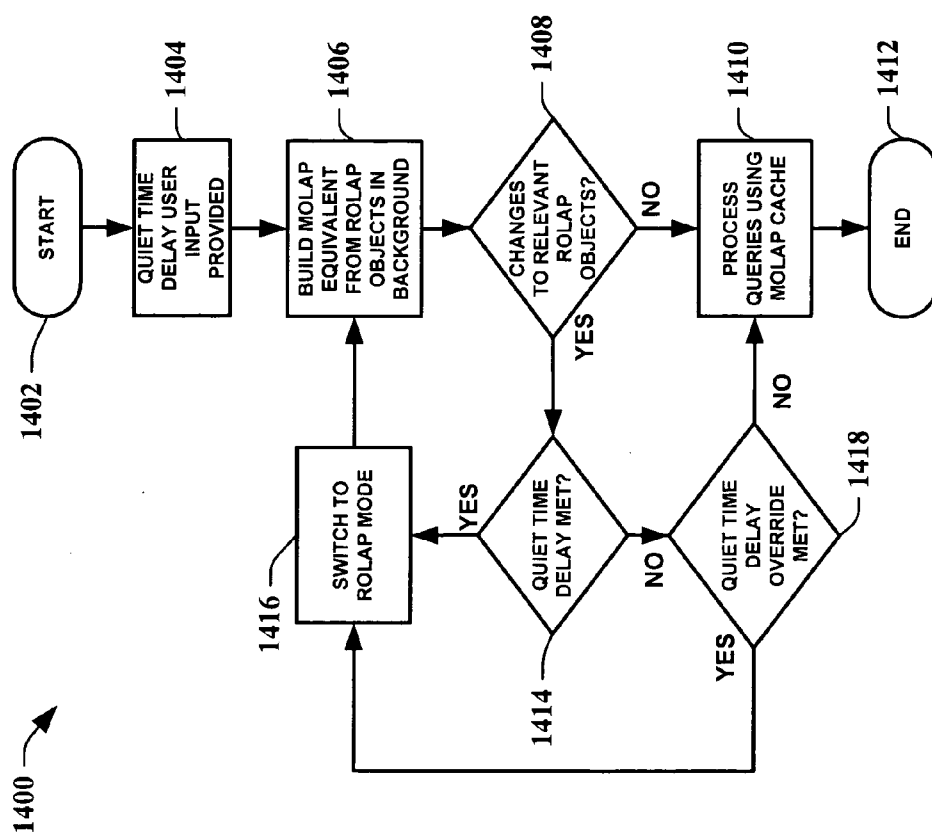 1400
START
1402
QUIET TIME
DELAY USER
INPUT
PROVIDED
1404
BUILD MOLAP
EQUIVALENT
FROM ROLAP
OBJECTS IN
BACKGROUND
1406
CHANGES
TO RELEVANT
ROLAP
OBJECTS?
1408
NO
YES
PROCESS
QUERIES USING
MOLAP CACHE
1410
END
1412
SWITCH TO
ROLAP MODE
1416
YES
QUIET TIME
DELAY MET?
1414
NO
QUIET TIME
DELAY
OVERRIDE
MET?
1418
NO
YES